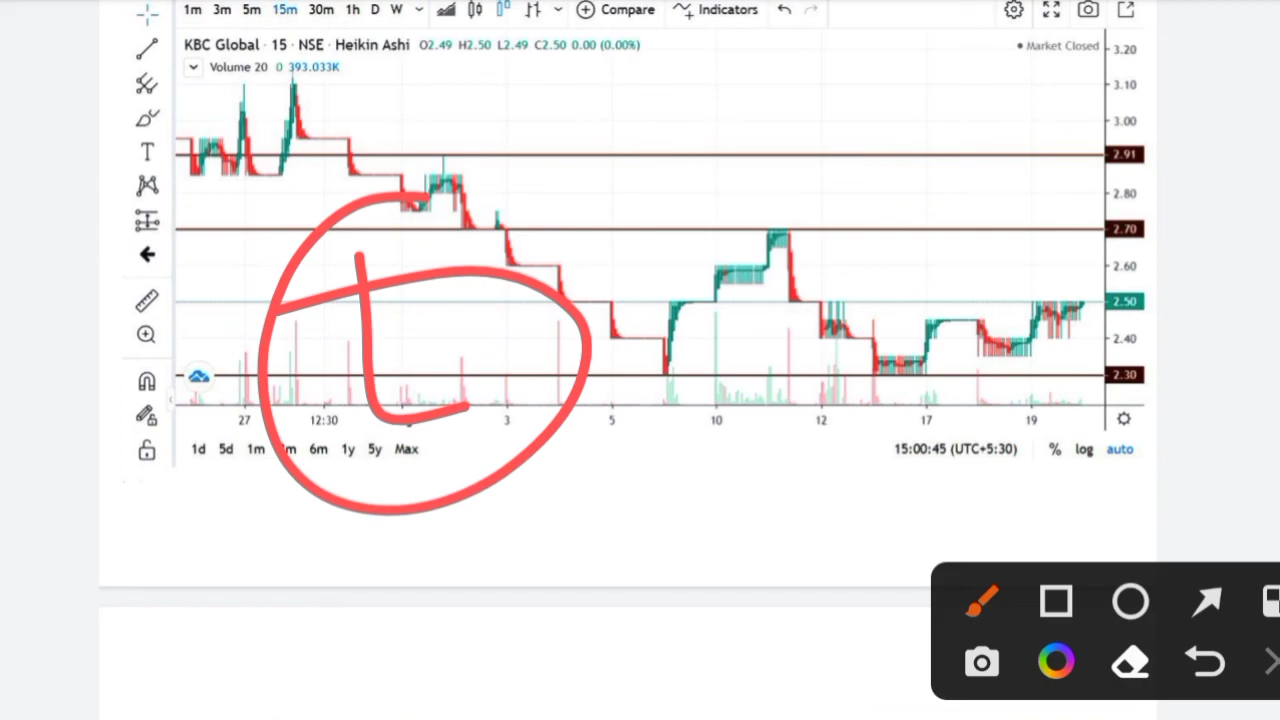 1m 3m 5m 15m 30m 1h D W Compare Indicators
KBC Global · 15 · NSE · Heikin Ashi O2.49 H2.50 L2.49 C2.50 0.00 (0.00%)
Market Closed
Volume 20 0 393.033K
3.20
3.10
3.00
2.91
2.80
2.70
2.60
2.50
2.40
2.30
T
27 12:30 3 5 10 12 17 19
1d 5d 1m 6m 1y 5y Max 15:00:45 (UTC+5:30) % log auto
L